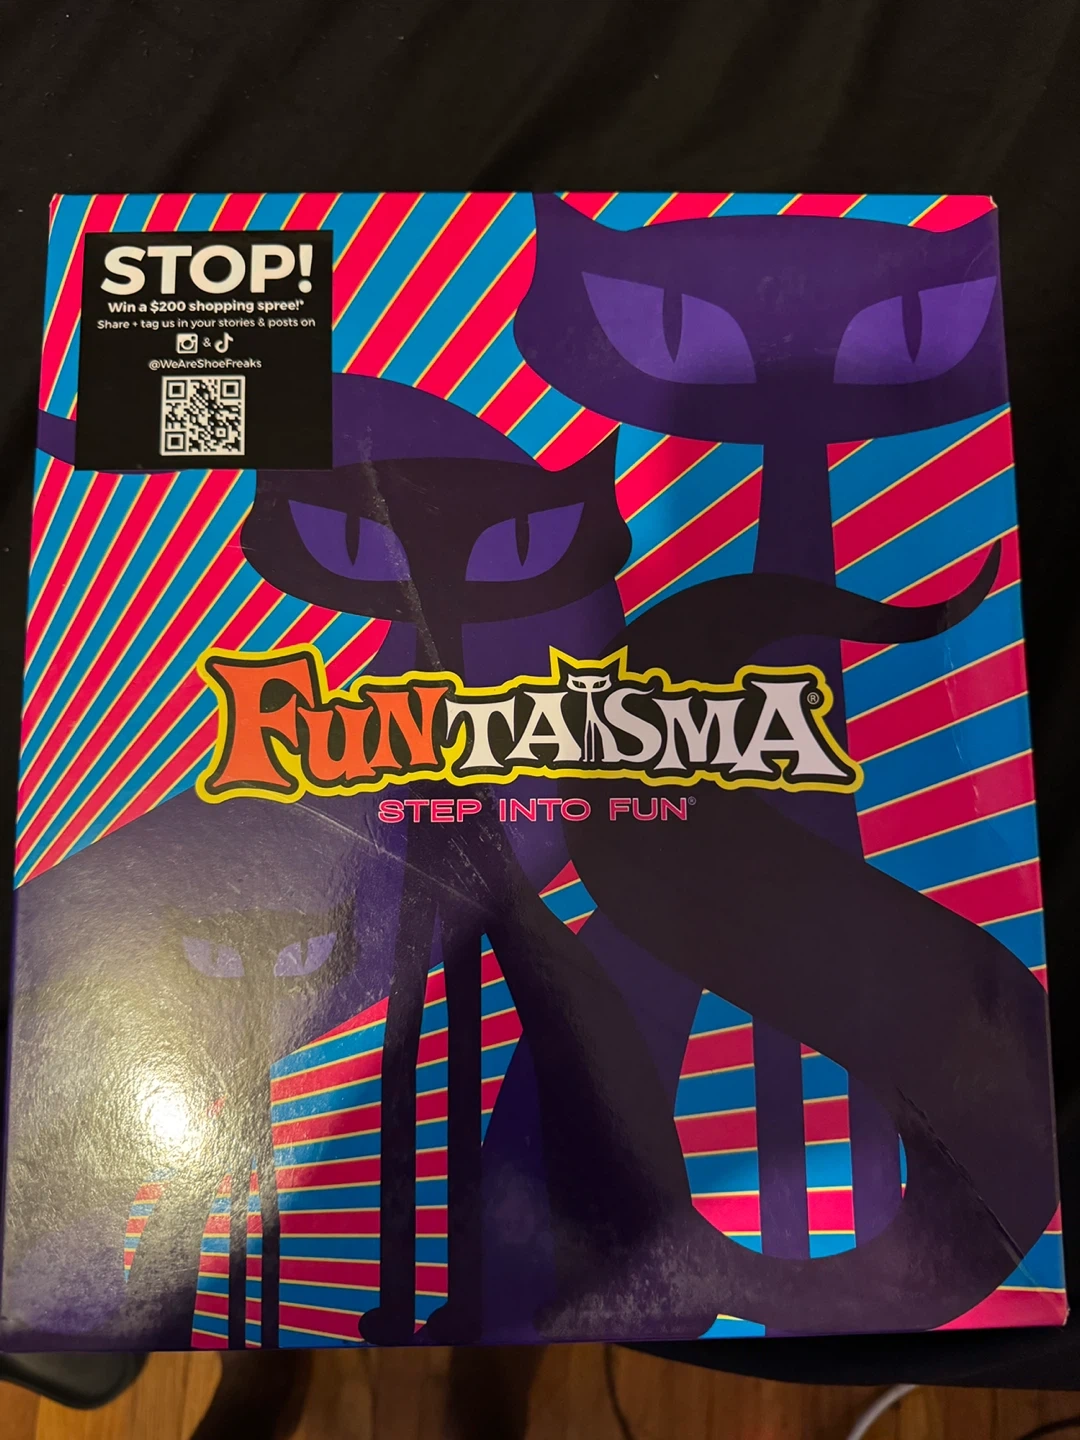 STOP!
Win a $200 shopping spree!*
Share + tag us in your stories & posts on
&
@WeAreShoeFreaks
FUNTASMA®
STEP INTO FUN®